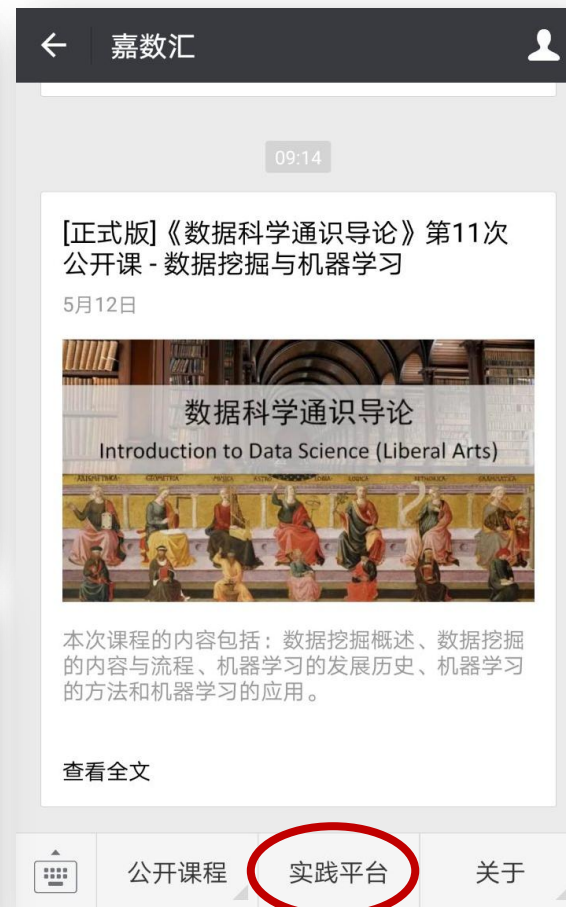 嘉数汇
09:14
[正式版]《数据科学通识导论》第11次
公开课 - 数据挖掘与机器学习
5月12日
数据科学通识导论
Introduction to Data Science (Liberal Arts)
本次课程的内容包括：数据挖掘概述、数据挖掘
的内容与流程、机器学习的发展历史、机器学习
的方法和机器学习的应用。
查看全文
公开课程
实践平台
关于